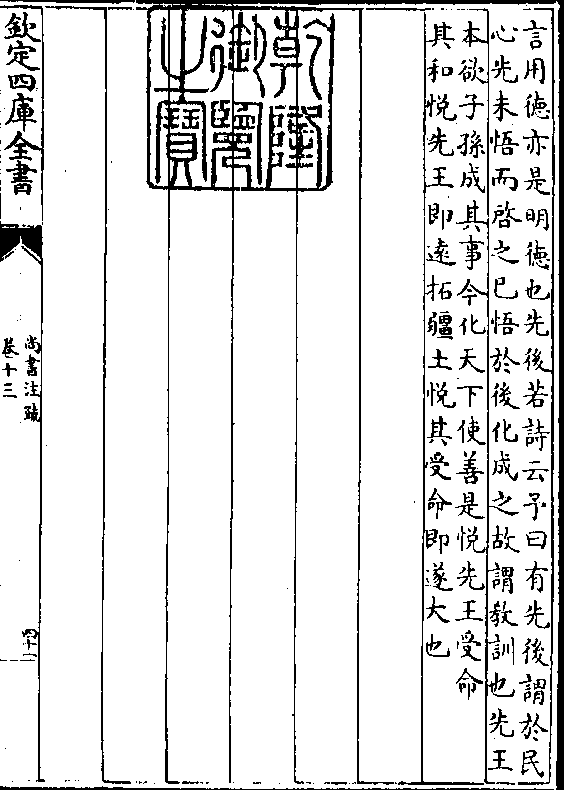 言用徳亦是明徳也先後若詩云予曰有先後謂於民
心先未悟而啓之已悟於後化成之故謂教訓也先王
本欲子孫成其事今化天下使善是悦先王受命
其和悦先王即逺拓疆土悦其受命即遂大也
乾隆
御覽
之寶
欽定四庫全書
尚書注疏
卷十三
四十二